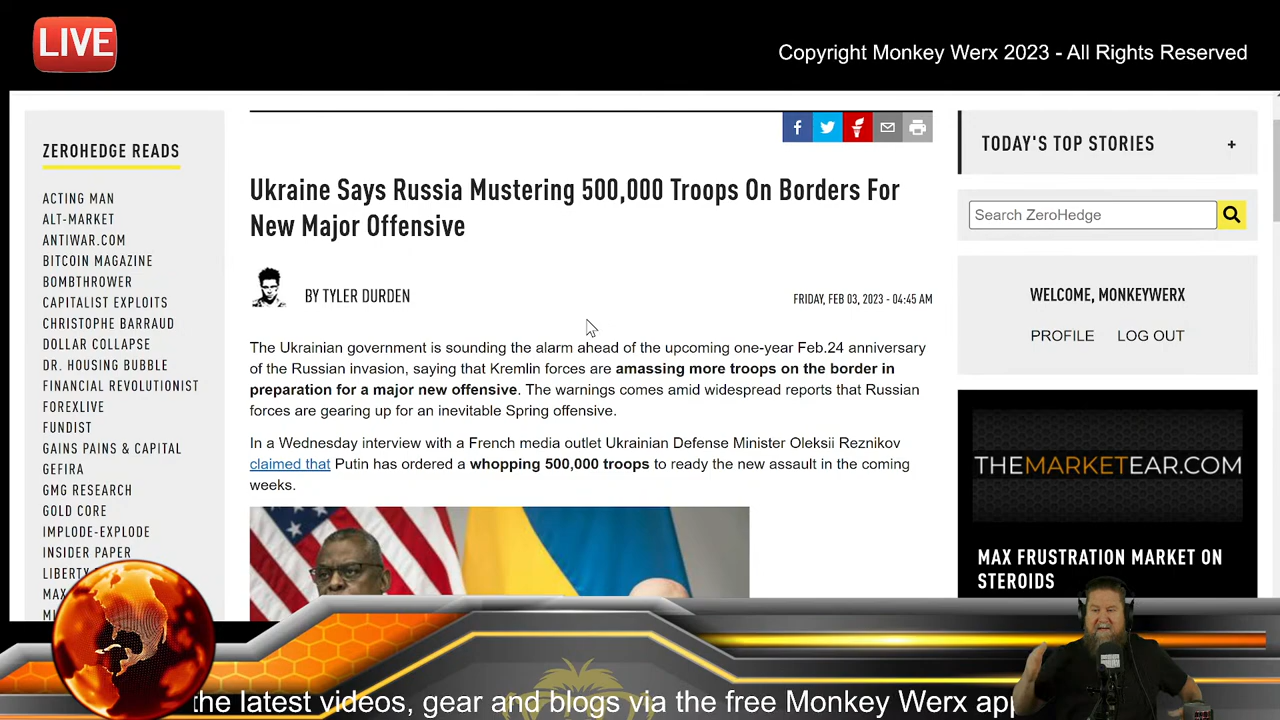 LIVE
Copyright Monkey Werx 2023 - All Rights Reserved
ZEROHEDGE READS
ACTING MAN
ALT-MARKET
ANTIWAR.COM
BITCOIN MAGAZINE
BOMBTHROWER
CAPITALIST EXPLOITS
CHRISTOPHE BARRAUD
DOLLAR COLLAPSE
DR. HOUSING BUBBLE
FINANCIAL REVOLUTIONIST
FOREXLIVE
FUNDIST
GAINS PAINS & CAPITAL
GEFIRA
GMG RESEARCH
GOLD CORE
IMPLODE-EXPLODE
INSIDER PAPER
Ukraine Says Russia Mustering 500,000 Troops On Borders For
New Major Offensive
BY TYLER DURDEN
FRIDAY, FEB 03, 2023 - 04:45 AM
The Ukrainian government is sounding the alarm ahead of the upcoming one-year Feb.24 anniversary
of the Russian invasion, saying that Kremlin forces are amassing more troops on the border in
preparation for a major new offensive. The warnings comes amid widespread reports that Russian
forces are gearing up for an inevitable Spring offensive.
In a Wednesday interview with a French media outlet Ukrainian Defense Minister Oleksii Reznikov
claimed that Putin has ordered a whopping 500,000 troops to ready the new assault in the coming
weeks.
TODAY'S TOP STORIES +
Search ZeroHedge
WELCOME, MONKEYWERX
PROFILE LOG OUT
THEMARKETEAR.COM
MAX FRUSTRATION MARKET ON
STEROIDS
the latest videos, gear and blogs via the free Monkey Werx app